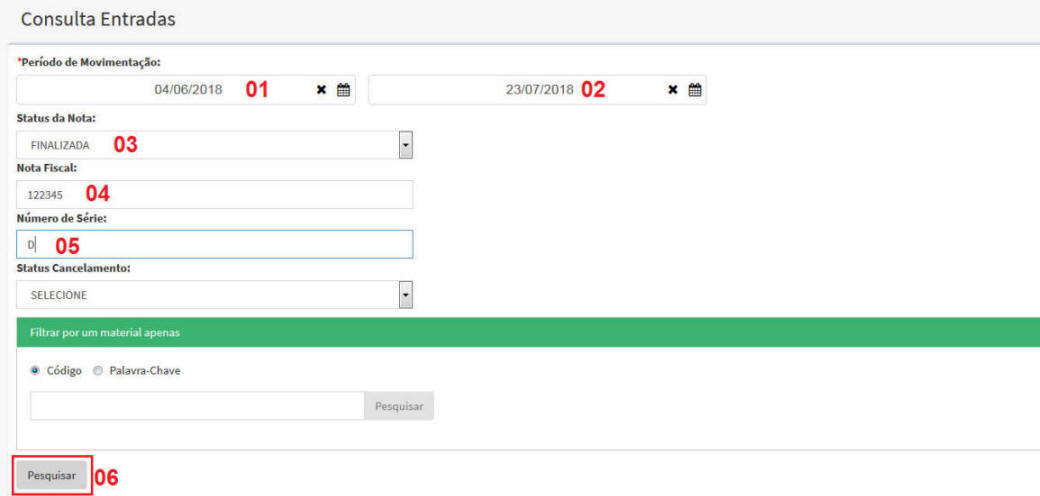 Consulta Entradas
*Período de Movimentação:
04/06/2018 01 23/07/2018 02
Status da Nota:
FINALIZADA 03
Nota Fiscal:
122345 04
Número de Série:
D 05
Status Cancelamento:
SELECIONE
Filtrar por um material apenas
Código Palavra-Chave
Pesquisar
Pesquisar 06